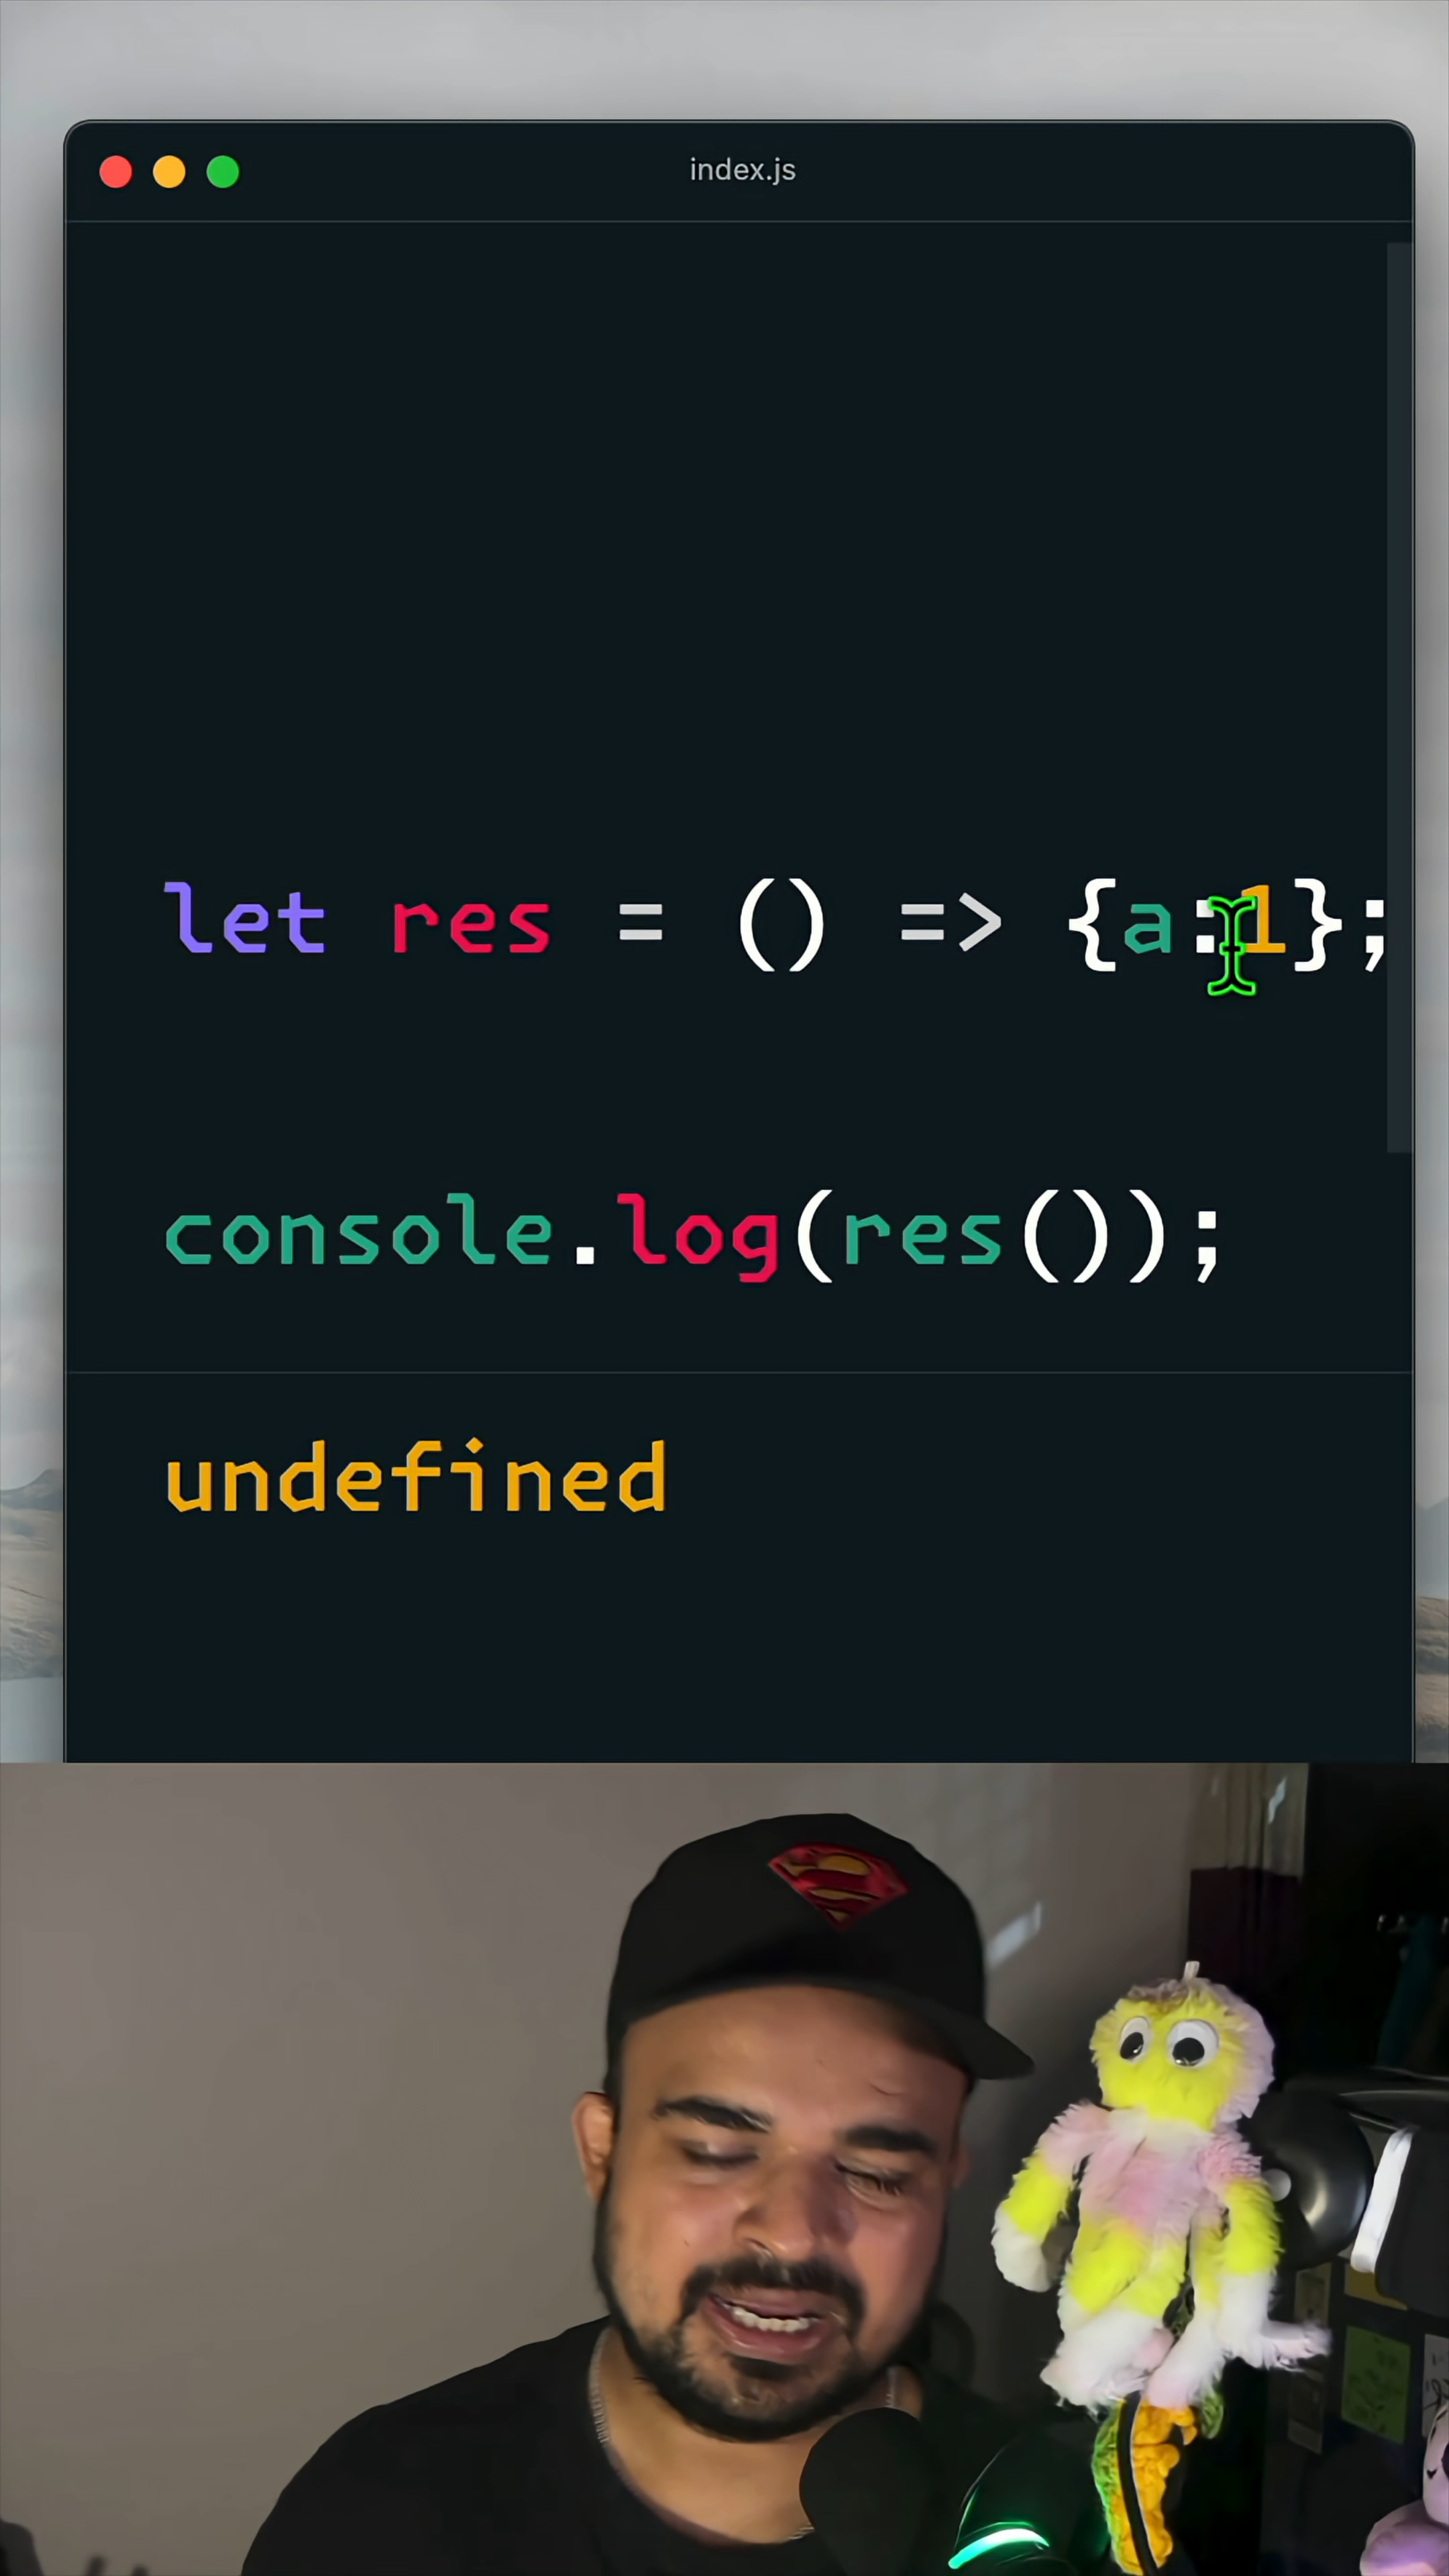 index.js
let res = () => {a:1};
console.log(res());
undefined